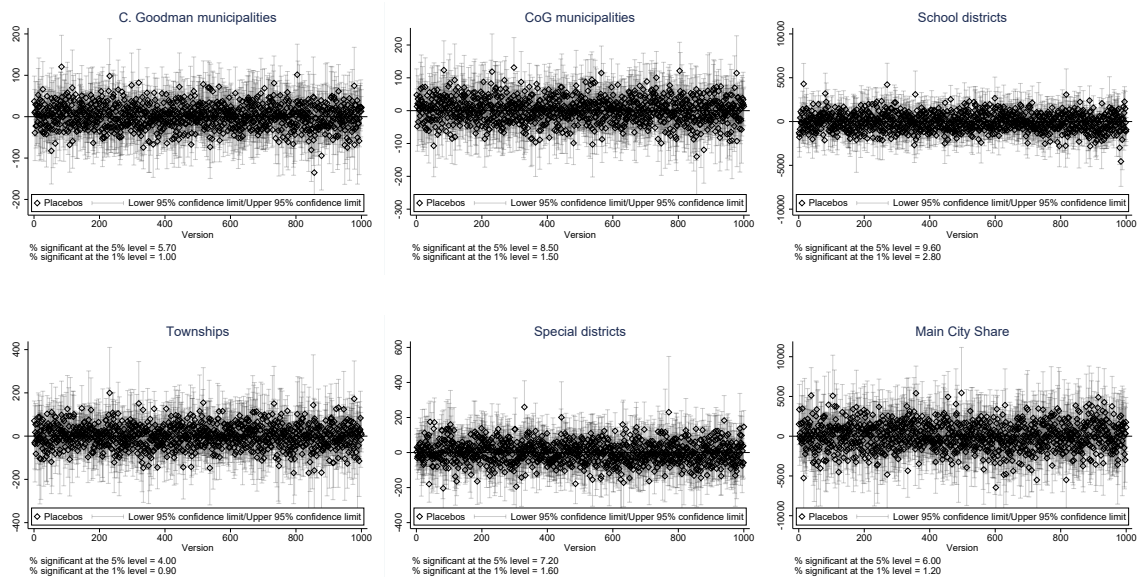 C. Goodman municipalities
200
100
0
-100
-200
0 200 400 600 800 1000
Version
Placebos Lower 95% confidence limit/Upper 95% confidence limit
% significant at the 5% level = 5.70
% significant at the 1% level = 1.00
CoG municipalities
200
100
0
-100
-200
-300
0 200 400 600 800 1000
Version
Placebos Lower 95% confidence limit/Upper 95% confidence limit
% significant at the 5% level = 8.50
% significant at the 1% level = 1.50
School districts
10000
5000
0
-5000
-10000
0 200 400 600 800 1000
Version
Placebos Lower 95% confidence limit/Upper 95% confidence limit
% significant at the 5% level = 9.60
% significant at the 1% level = 2.80
Townships
400
200
0
-200
-400
0 200 400 600 800 1000
Version
Placebos Lower 95% confidence limit/Upper 95% confidence limit
% significant at the 5% level = 4.00
% significant at the 1% level = 0.90
Special districts
600
400
200
0
-200
-400
0 200 400 600 800 1000
Version
Placebos Lower 95% confidence limit/Upper 95% confidence limit
% significant at the 5% level = 7.20
% significant at the 1% level = 1.60
Main City Share
10000
5000
0
-5000
-10000
0 200 400 600 800 1000
Version
Placebos Lower 95% confidence limit/Upper 95% confidence limit
% significant at the 5% level = 6.00
% significant at the 1% level = 1.20